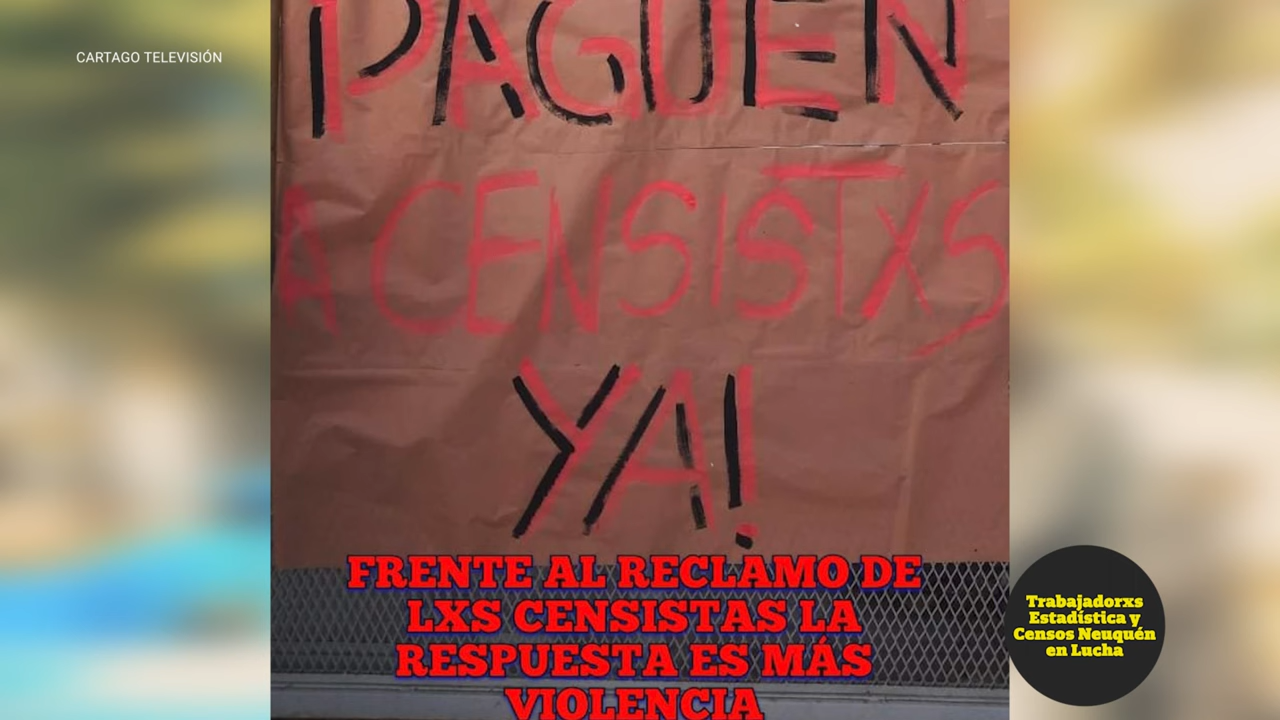 CARTAGO TELEVISIÓN
PAGUEN
A CENSISTXS
YA!
FRENTE AL RECLAMO DE
LXS CENSISTAS LA
RESPUESTA ES MÁS
VIOLENCIA
Trabajadorxs
Estadística y
Censos Neuquén
en Lucha